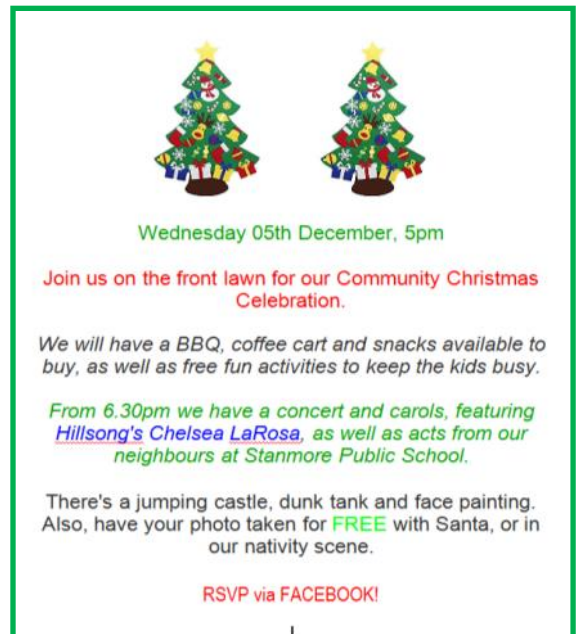 Wednesday 05th December, 5pm
Join us on the front lawn for our Community Christmas
Celebration.
We will have a BBQ, coffee cart and snacks available to
buy, as well as free fun activities to keep the kids busy.
From 6.30pm we have a concert and carols, featuring
Hillsong's Chelsea LaRosa, as well as acts from our
neighbours at Stanmore Public School.
There's a jumping castle, dunk tank and face painting.
Also, have your photo taken for FREE with Santa, or in
our nativity scene.
RSVP via FACEBOOK!